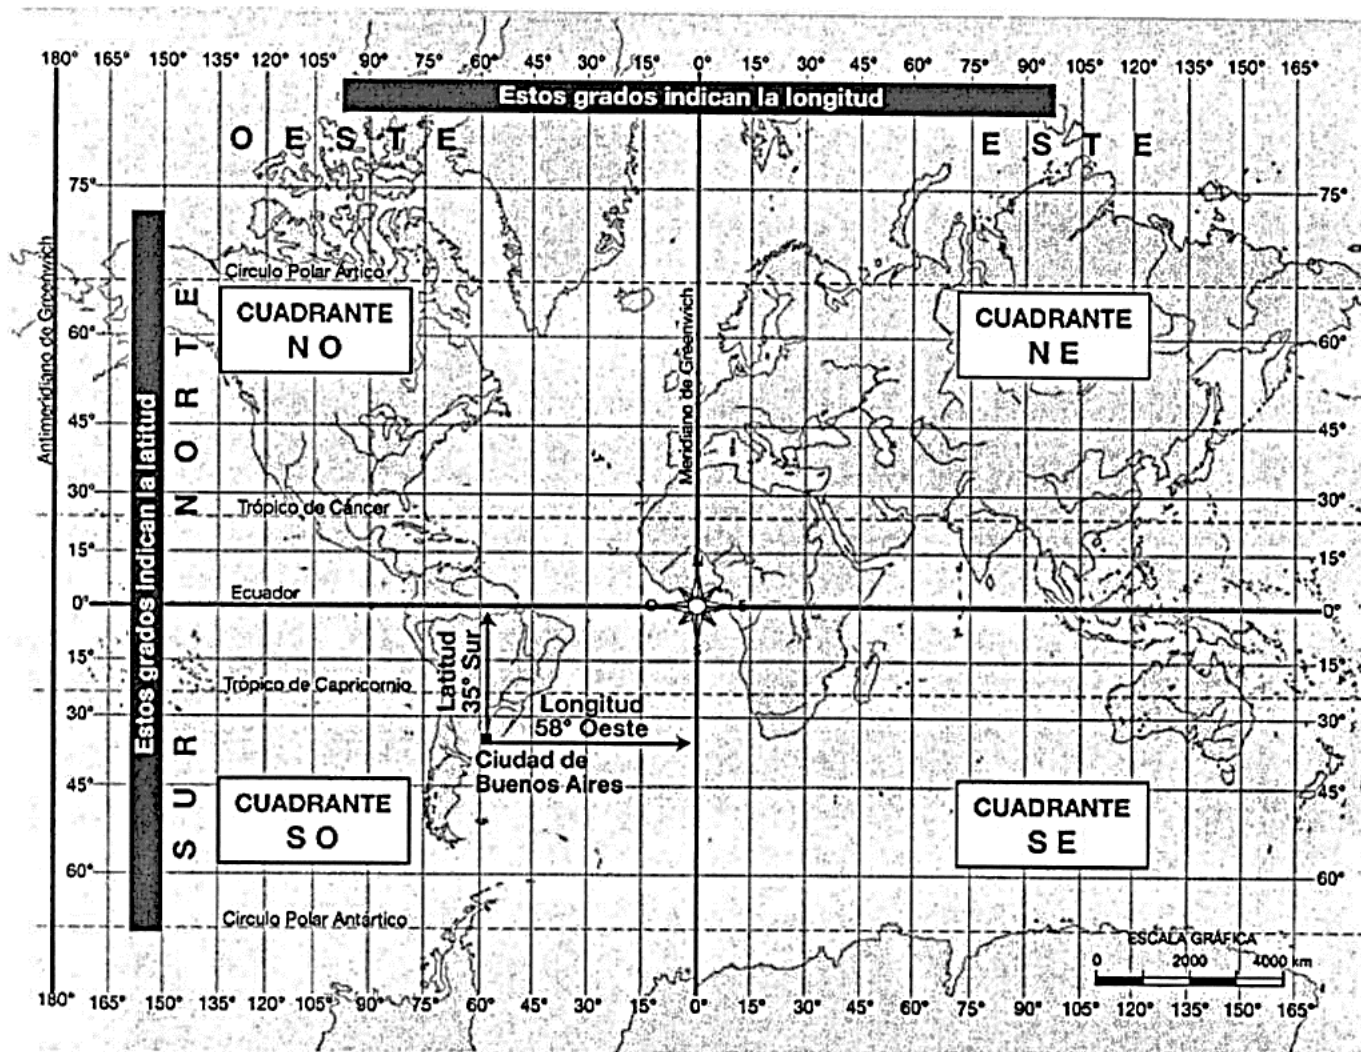 180° 165° 150° 135° 120° 105° 90° 75° 60° 45° 30° 15° 0° 15° 30° 45° 60° 75° 90° 105° 120° 135° 150° 165°
Estos grados indican la longitud
OESTE
ESTE
75°
75°
Antimeridiano de Greenwich
Estos grados indican la latitud
NORTE
Círculo Polar Ártico
CUADRANTE
N O
Meridiano de Greenwich
CUADRANTE
N E
60°
60°
45°
45°
30°
30°
Trópico de Cáncer
15°
15°
N
Ecuador
0°
O
E
0°
S
Latitud
35° Sur
15°
15°
Trópico de Capricornio
30°
30°
Longitud
58° Oeste
Ciudad de
Buenos Aires
SUR
45°
45°
CUADRANTE
S O
CUADRANTE
S E
60°
60°
Círculo Polar Antártico
ESCALA GRÁFICA
0 2000 4000 km
180° 165° 150° 135° 120° 105° 90° 75° 60° 45° 30° 15° 0° 15° 30° 45° 60° 75° 90° 105° 120° 135° 150° 165°